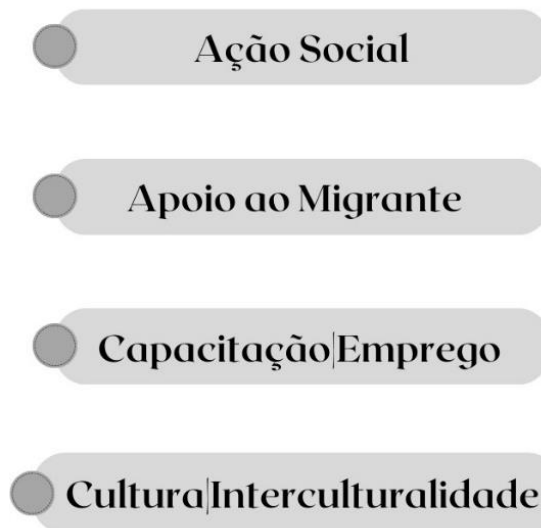 Ação Social
Apoio ao Migrante
Capacitação|Emprego
Cultura|Interculturalidade